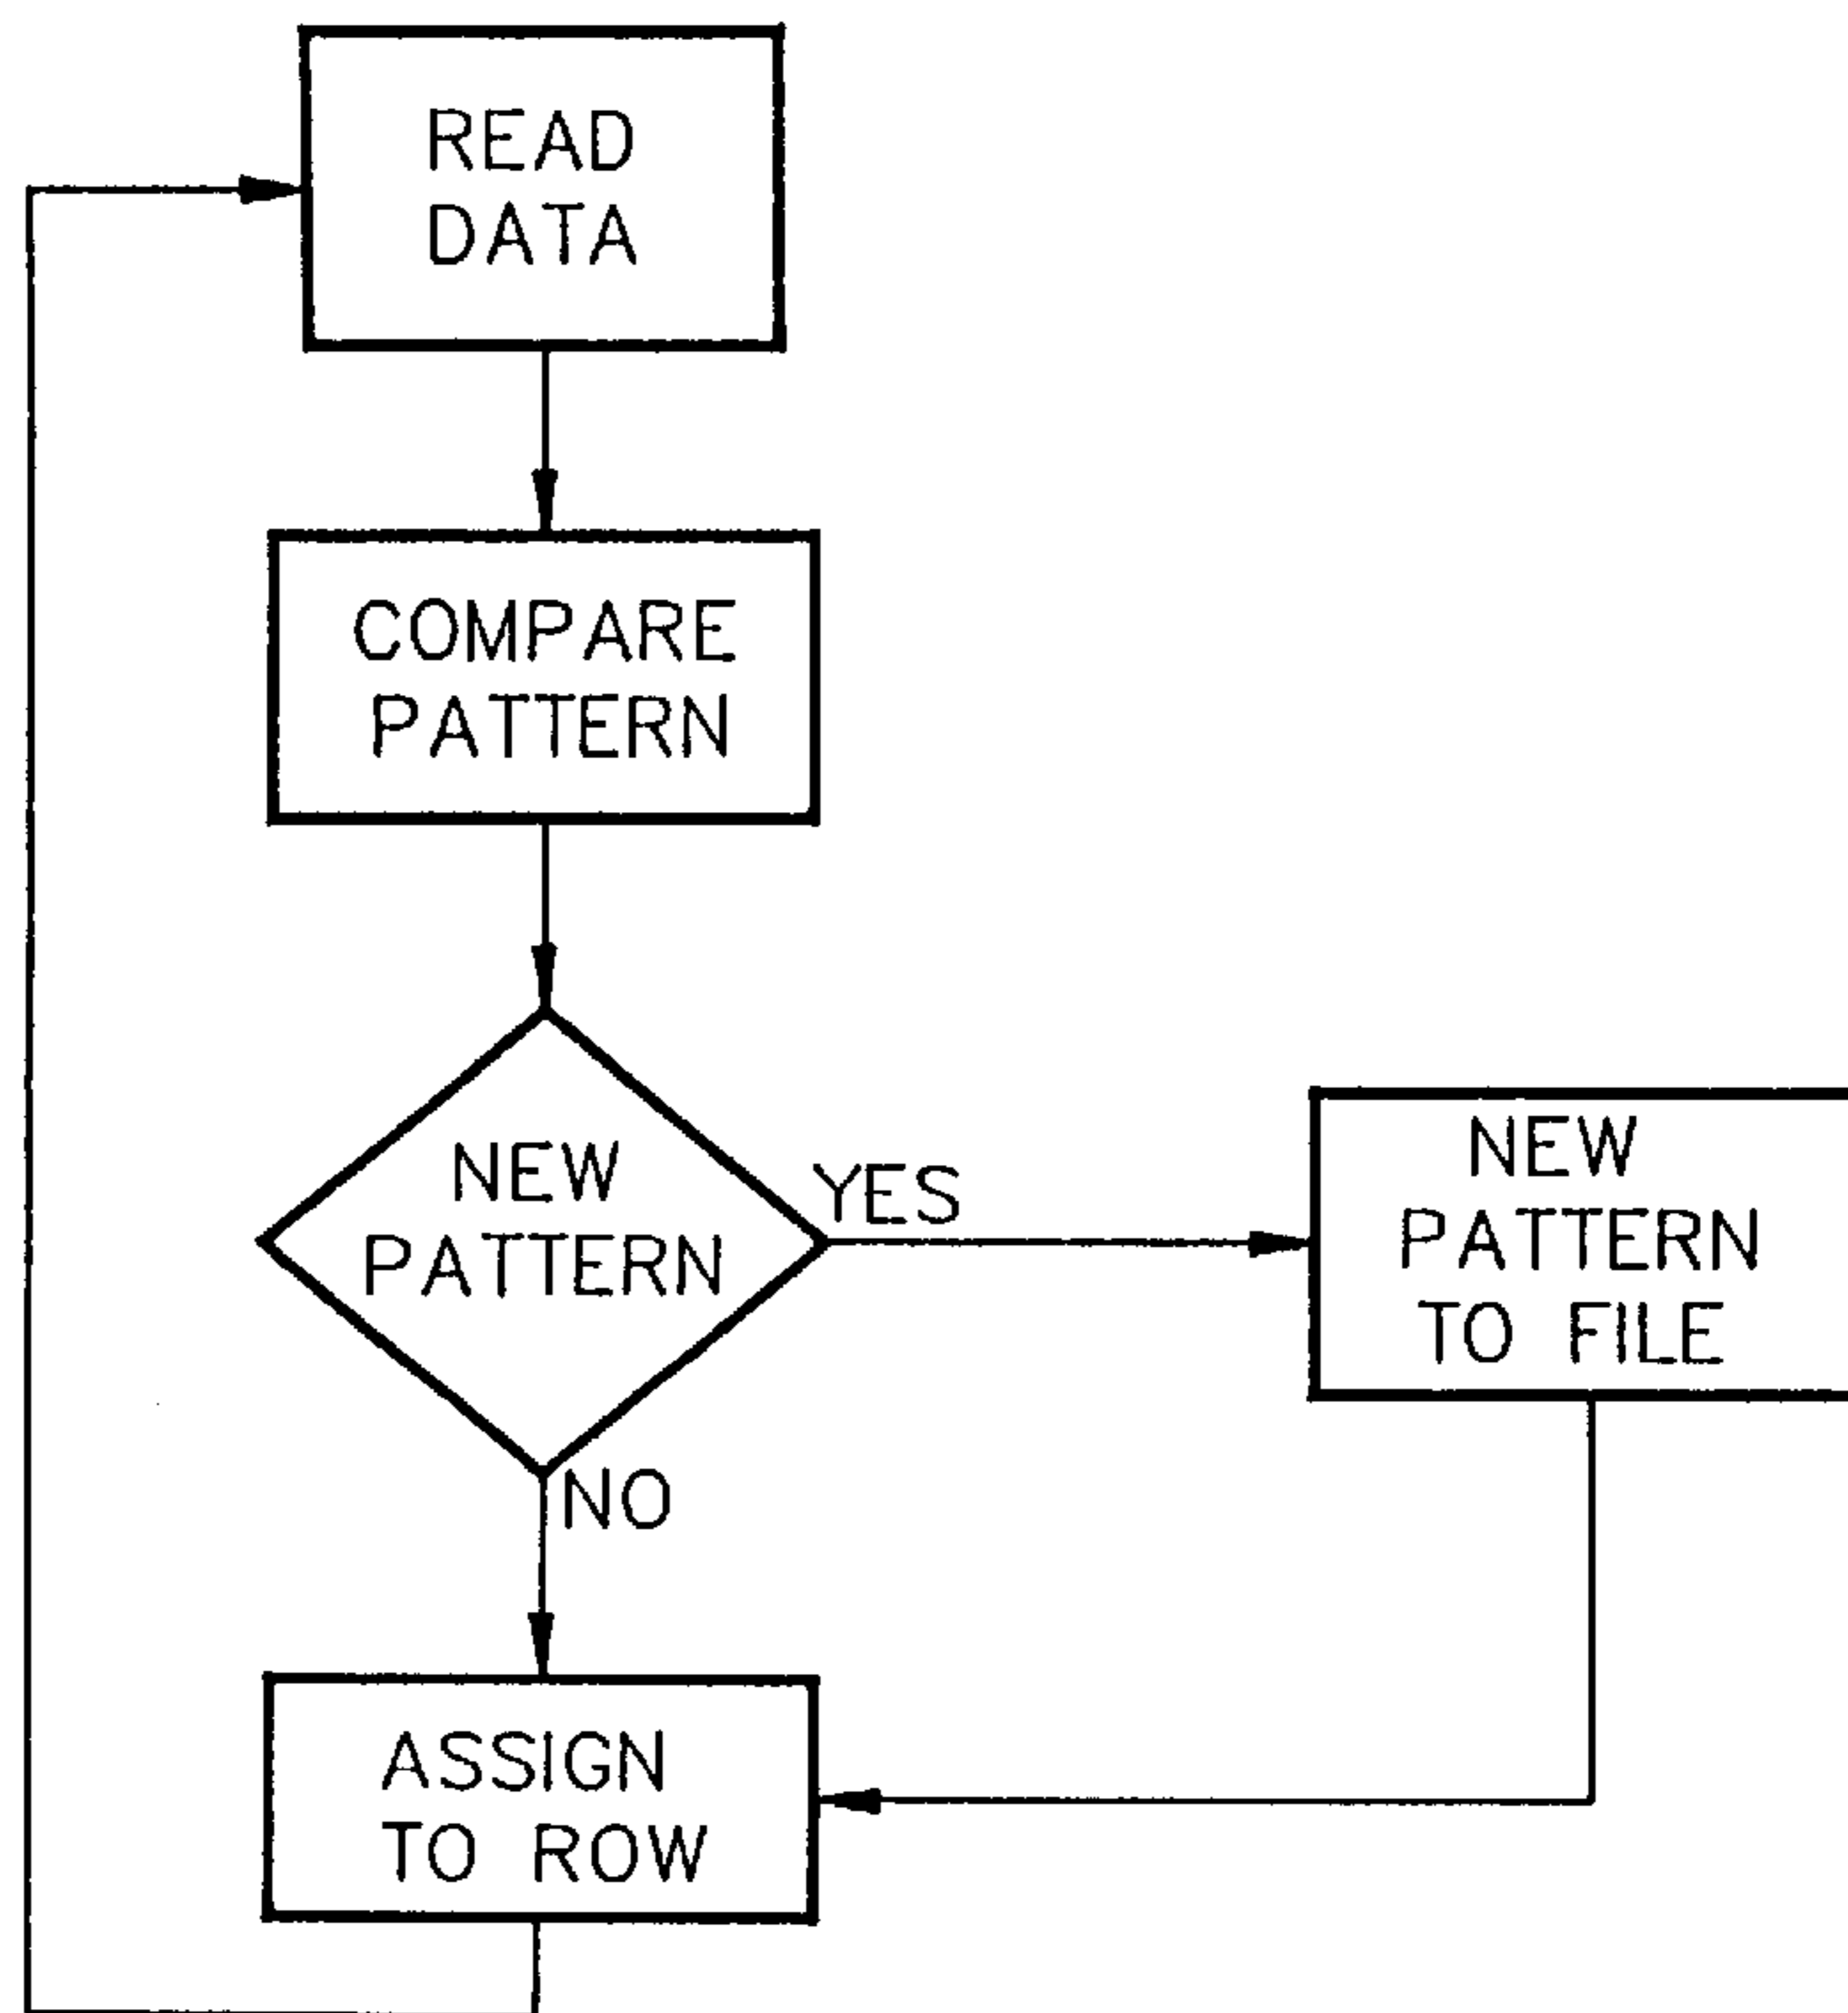 READ
DATA
COMPARE
PATTERN
NEW
PATTERN
YES
NEW
PATTERN
TO FILE
NO
ASSIGN
TO ROW